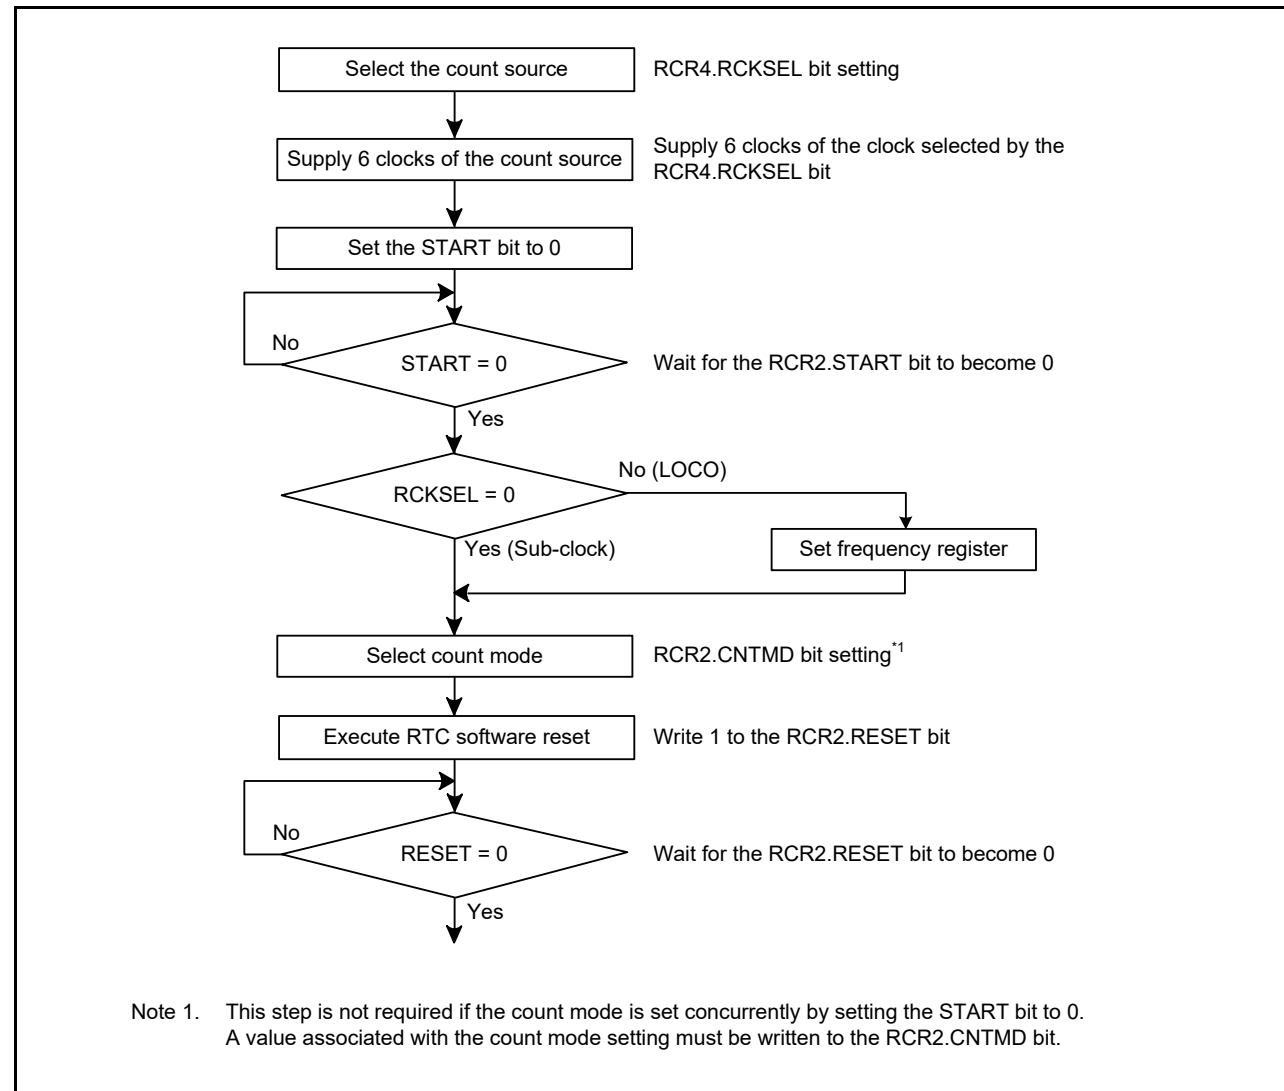 Select the count source
RCR4.RCKSEL bit setting
Supply 6 clocks of the count source
Supply 6 clocks of the clock selected by the
RCR4.RCKSEL bit
Set the START bit to 0
No
START = 0
Wait for the RCR2.START bit to become 0
Yes
No (LOCO)
RCKSEL = 0
Yes (Sub-clock)
Set frequency register
Select count mode
RCR2.CNTMD bit setting*1
Execute RTC software reset
Write 1 to the RCR2.RESET bit
No
RESET = 0
Wait for the RCR2.RESET bit to become 0
Yes
Note 1. This step is not required if the count mode is set concurrently by setting the START bit to 0.
A value associated with the count mode setting must be written to the RCR2.CNTMD bit.